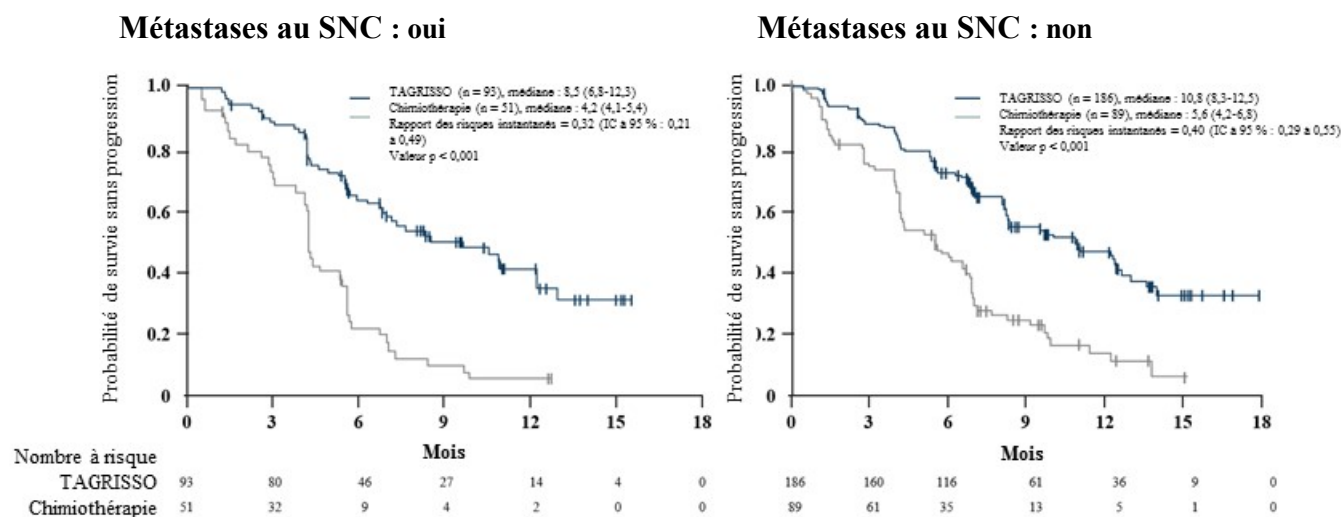 Métastases au SNC : oui
Probabilité de survie sans progression
1.0
0.8
0.6
0.4
0.2
0
TAGRISSO (n = 93), médiane : 8,5 (6,8-12,3)
Chimiothérapie (n = 51), médiane : 4,2 (4,1-5,4)
Rapport des risques instantanés = 0,32 (IC à 95 % : 0,21
à 0,49)
Valeur p < 0,001
0 3 6 9 12 15 18
Mois
Métastases au SNC : non
Probabilité de survie sans progression
1.0
0.8
0.6
0.4
0.2
0
TAGRISSO (n = 186), médiane : 10,8 (8,3-12,5)
Chimiothérapie (n = 89), médiane : 5,6 (4,2-6,8)
Rapport des risques instantanés = 0,40 (IC à 95 % : 0,29 à 0,55)
Valeur p < 0,001
0 3 6 9 12 15 18
Mois
Nombre à risque
TAGRISSO 93 80 46 27 14 4 0 186 160 116 61 36 9 0
Chimiothérapie 51 32 9 4 2 0 0 89 61 35 13 5 1 0